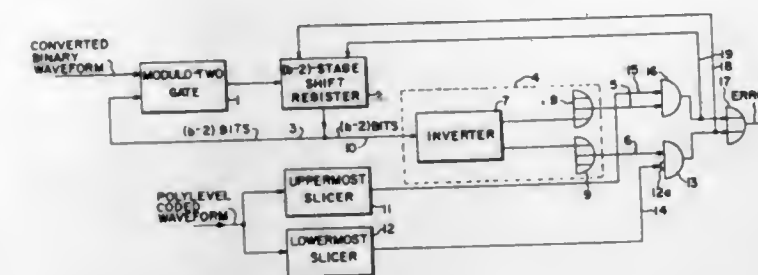 CONVERTED
BINARY
WAVEFORM
MODULO-TWO
GATE
1
(b-2)-STAGE
SHIFT
REGISTER
2
(b-2) BITS
3
(b-2) BITS
10
4
INVERTER
7
8
9
5
6
15
16
19
18
17
ERROR
13
12a
14
POLYLEVEL
CODED
WAVEFORM
UPPERMOST
SLICER
11
LOWERMOST
SLICER
12